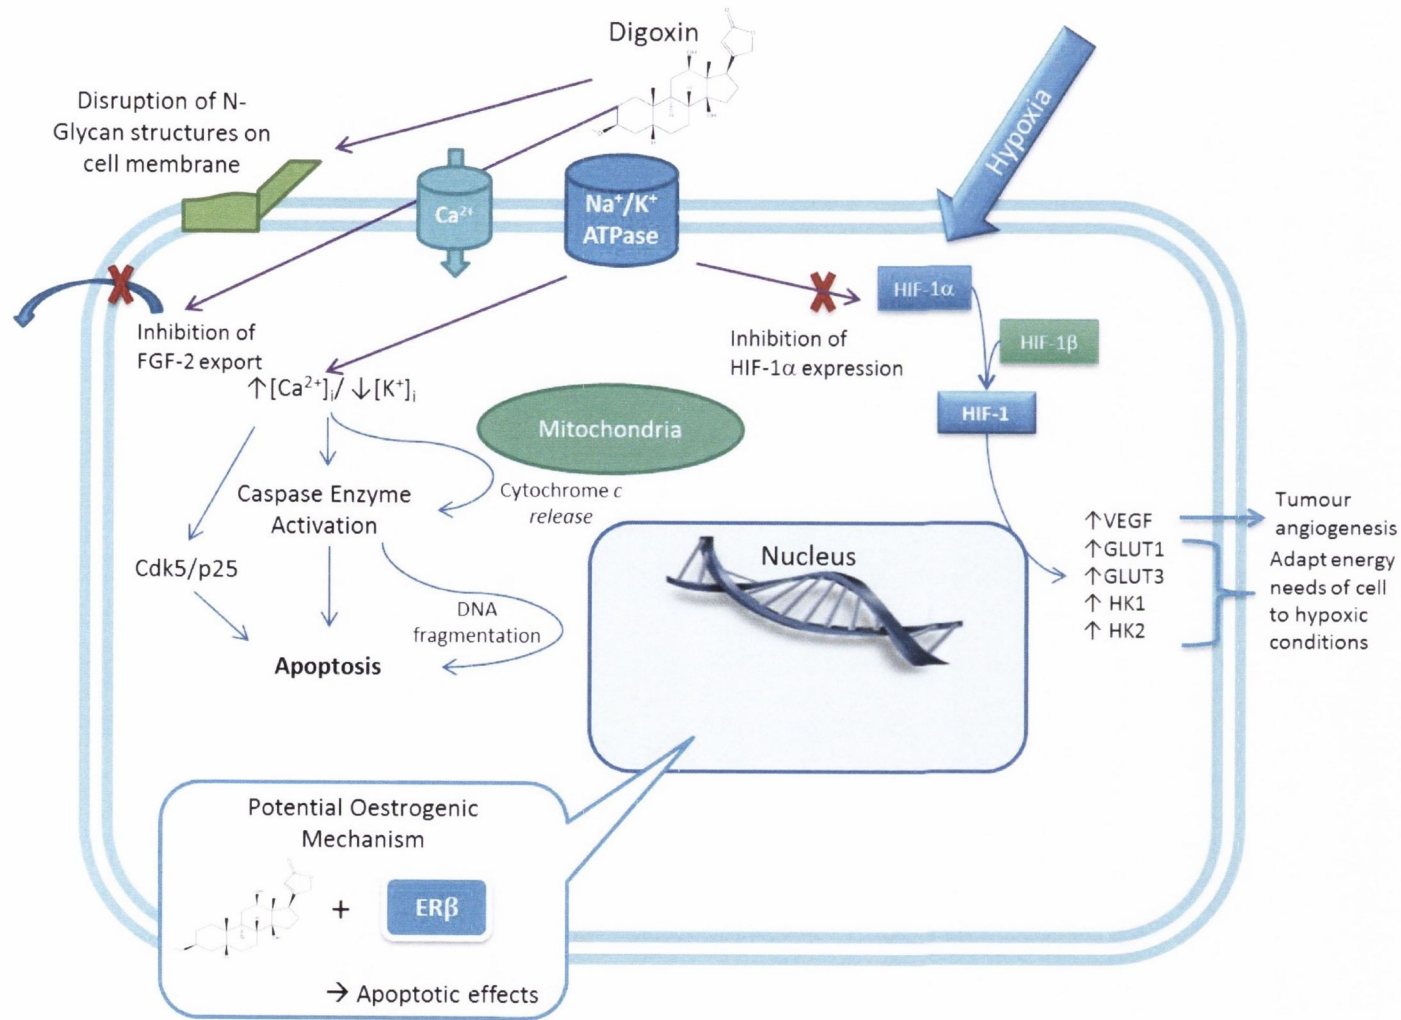 Digoxin
Disruption of N-
Glycan structures on
cell membrane
Hypoxia
Ca²⁺
Na⁺/K⁺
ATPase
HIF-1α
Inhibition of
FGF-2 export
Inhibition of
HIF-1α expression
HIF-1β
↑[Ca²⁺]ᵢ/ ↓[K⁺]ᵢ
HIF-1
Mitochondria
Caspase Enzyme
Activation
Cytochrome c
release
Cdk5/p25
DNA
fragmentation
Apoptosis
Nucleus
↑VEGF
↑GLUT1
↑GLUT3
↑ HK1
↑ HK2
Tumour
angiogenesis
Adapt energy
needs of cell
to hypoxic
conditions
Potential Oestrogenic
Mechanism
+
ERβ
→ Apoptotic effects